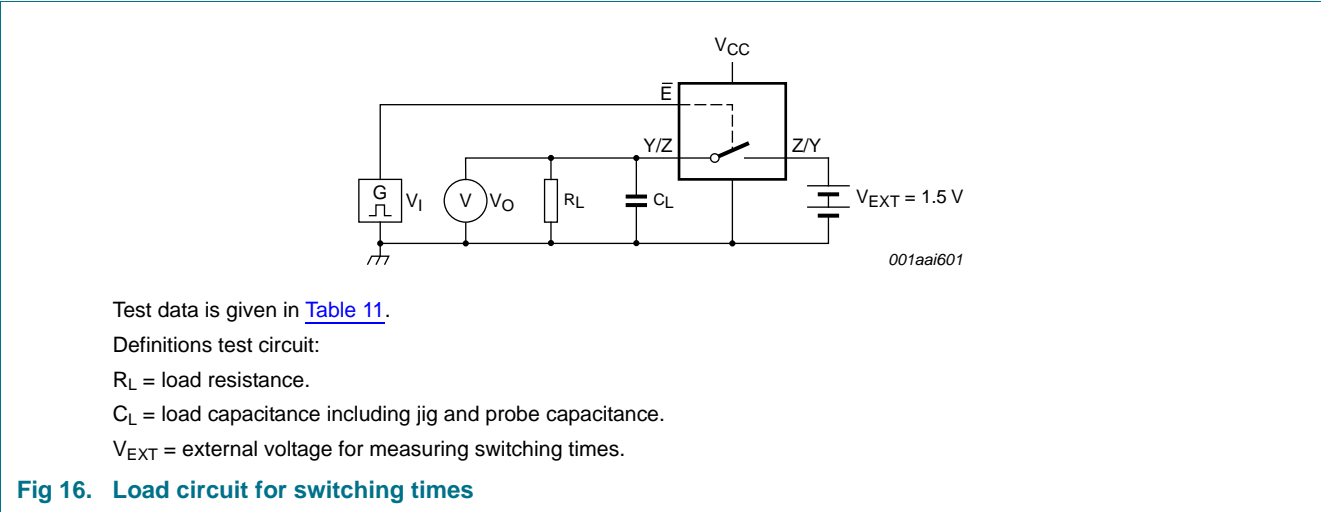 VCC
E̅
Y/Z
Z/Y
G
VI
V
VO
RL
CL
VEXT = 1.5 V
001aai601
Test data is given in Table 11.
Definitions test circuit:
RL = load resistance.
CL = load capacitance including jig and probe capacitance.
VEXT = external voltage for measuring switching times.
Fig 16. Load circuit for switching times